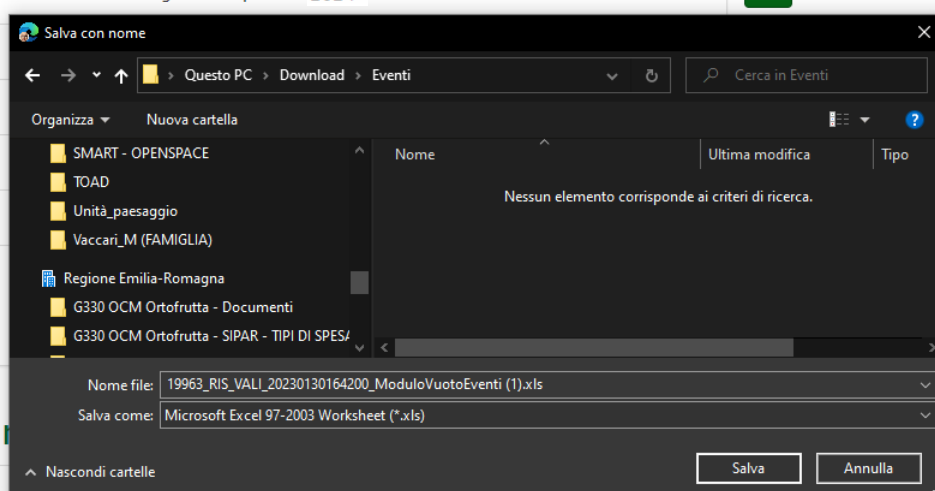 Salva con nome
Questo PC > Download > Eventi
Cerca in Eventi
Organizza
Nuova cartella
SMART - OPENSPACE
TOAD
Unità_paesaggio
Vaccari_M (FAMIGLIA)
Regione Emilia-Romagna
G330 OCM Ortofrutta - Documenti
G330 OCM Ortofrutta - SIPAR - TIPI DI SPESA
Nome
Ultima modifica
Tipo
Nessun elemento corrisponde ai criteri di ricerca.
Nome file: 19963_RIS_VALI_20230130164200_ModuloVuotoEventi (1).xls
Salva come: Microsoft Excel 97-2003 Worksheet (*.xls)
Nascondi cartelle
Salva
Annulla